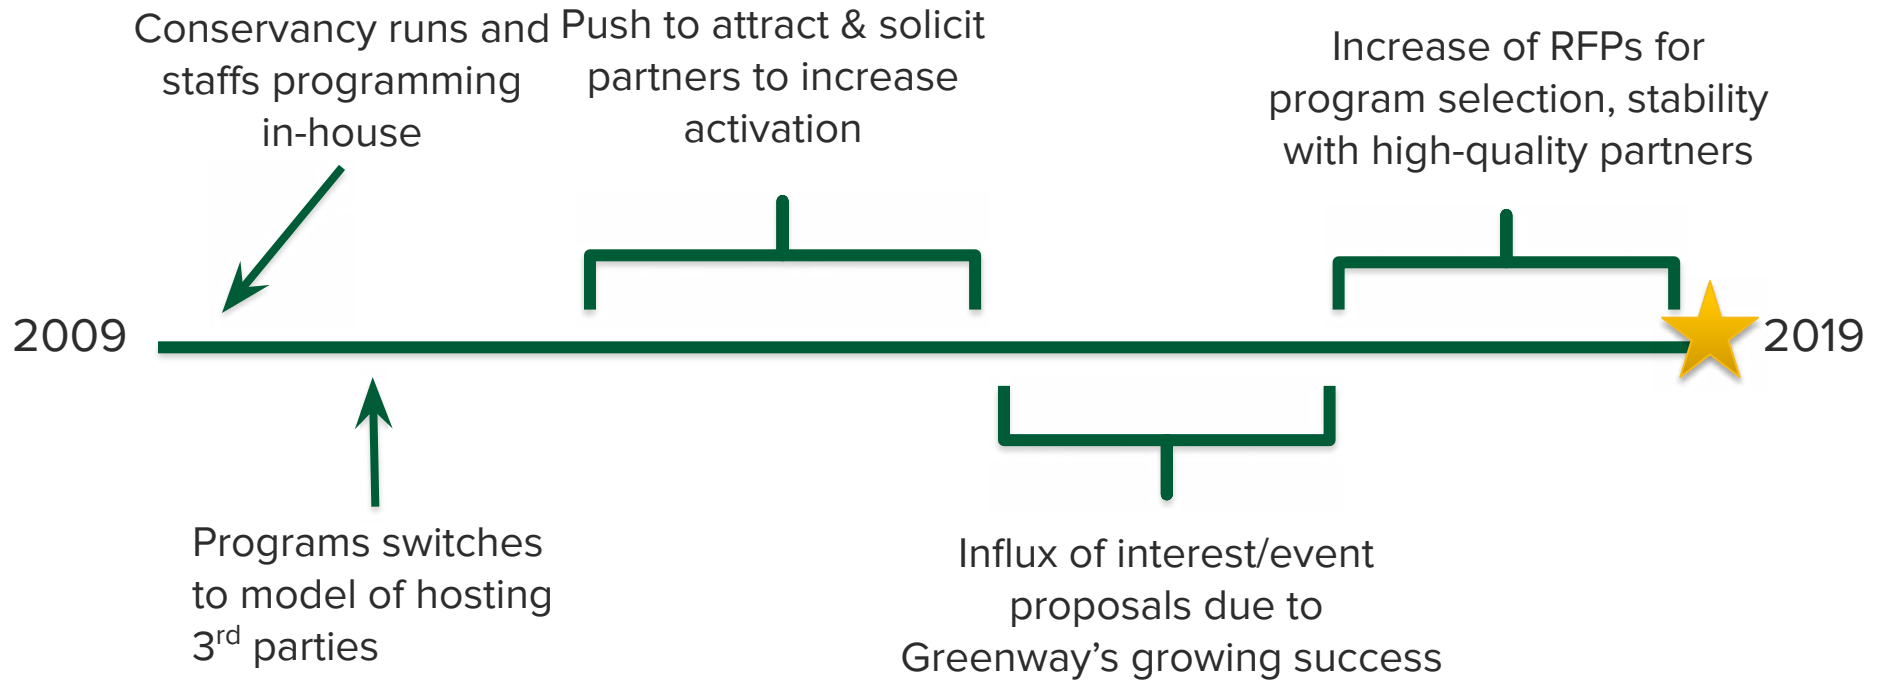 Conservancy runs and
staffs programming
in-house
Push to attract & solicit
partners to increase
activation
Increase of RFPs for
program selection, stability
with high-quality partners
2009
2019
Programs switches
to model of hosting
3rd parties
Influx of interest/event
proposals due to
Greenway’s growing success